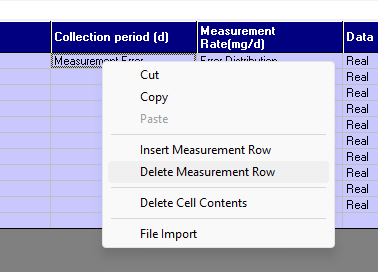 Collection period (d) Measurement Rate(mg/d) Data
Measurement Error Error Distribution Real
Cut Real
Copy Real
Paste Real
Real
Insert Measurement Row Real
Delete Measurement Row Real
Real
Delete Cell Contents Real
File Import